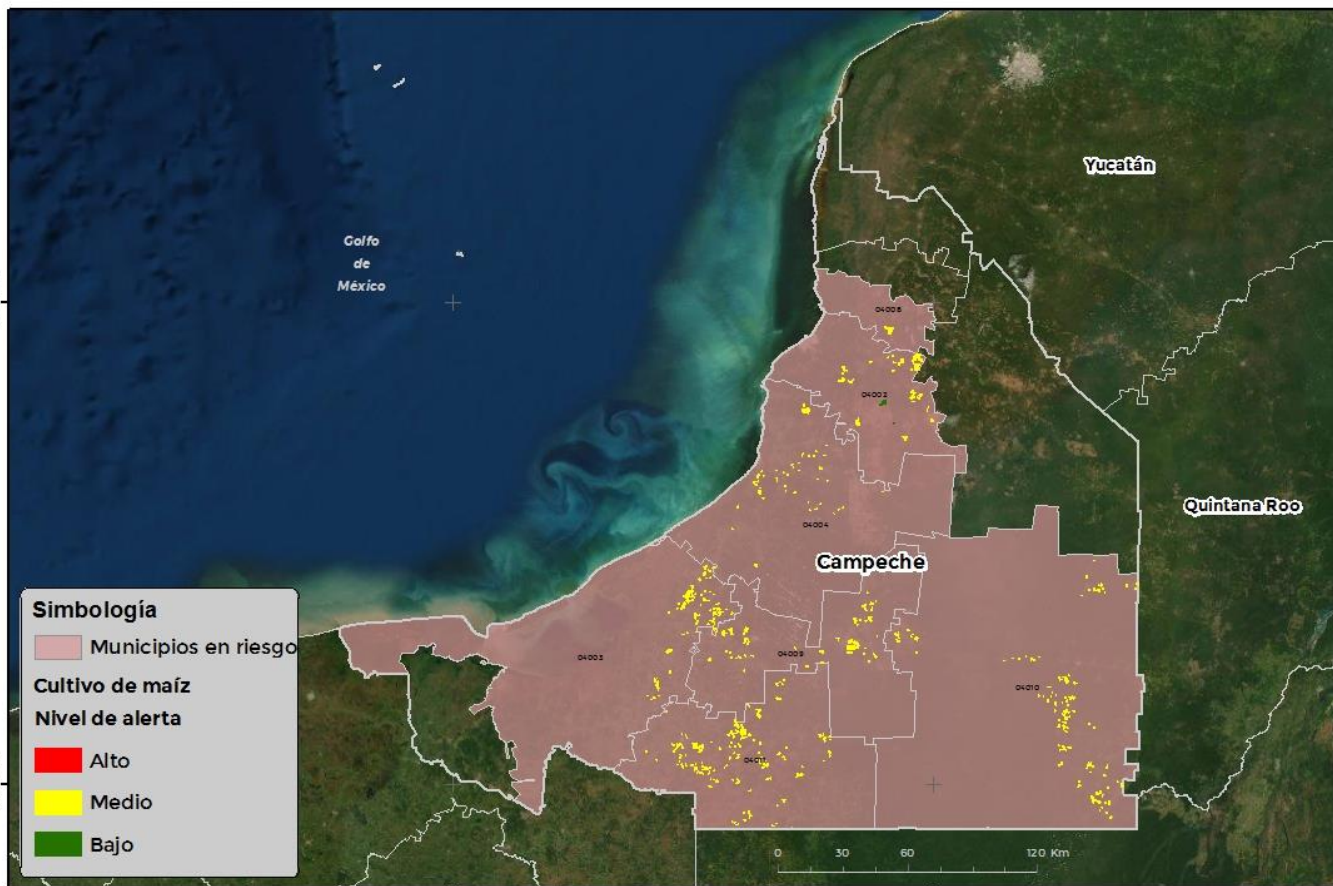 Yucatán
Golfo
de
México
04006
04002
Quintana Roo
04004
Campeche
04003
04009
04010
04011
Simbología
Municipios en riesgo
Cultivo de maíz
Nivel de alerta
Alto
Medio
Bajo
0 30 60 120 Km